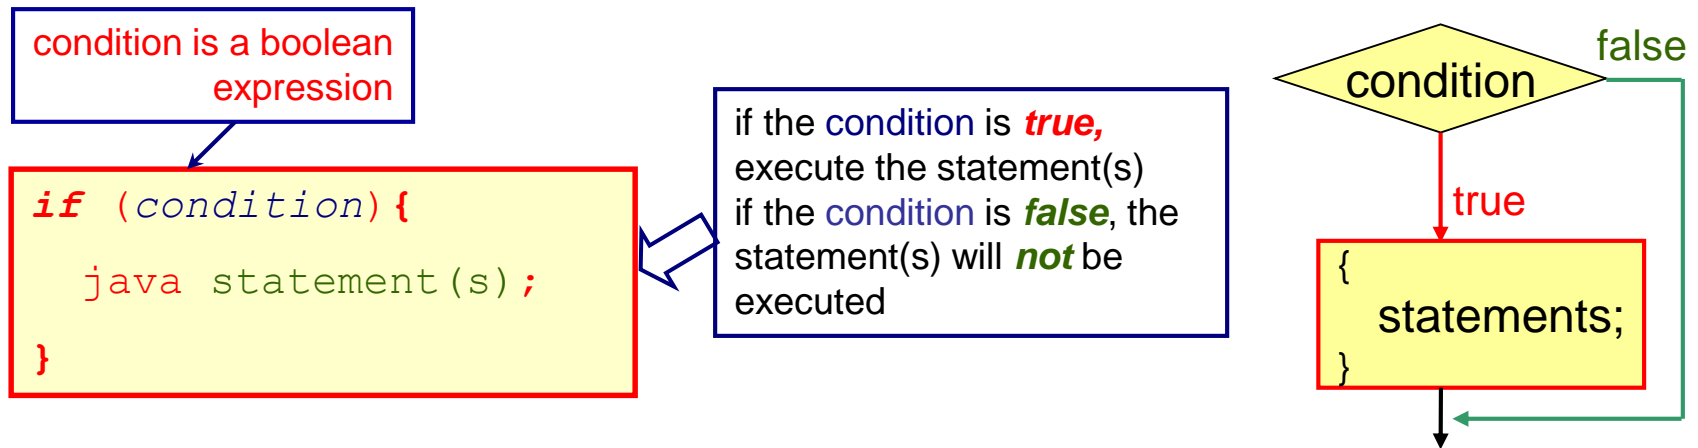 condition is a boolean
expression
if (condition){
java statement(s);
}
if the condition is true,
execute the statement(s)
if the condition is false, the
statement(s) will not be
executed
condition
false
true
{
statements;
}